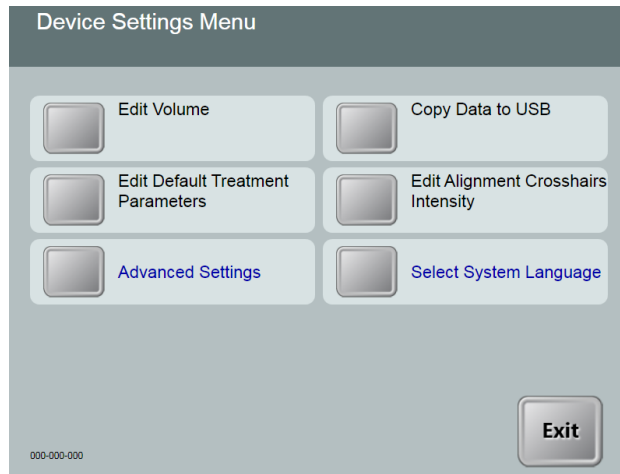 Device Settings Menu
Edit Volume
Copy Data to USB
Edit Default Treatment
Parameters
Edit Alignment Crosshairs
Intensity
Advanced Settings
Select System Language
Exit
000-000-000